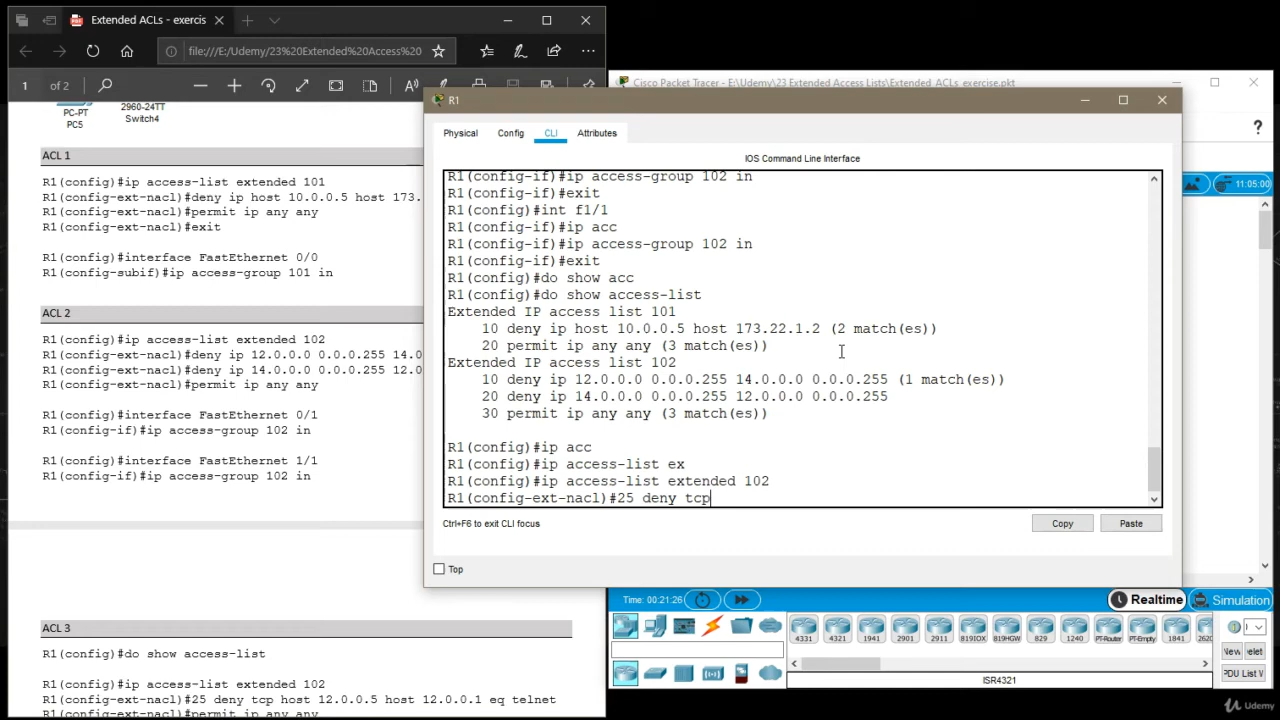 Extended ACLs - exercis
file:///E:/Udemy/23%20Extended%20Access%20
1 of 2
PC-PT
PC5
2960-24TT
Switch4
ACL 1
R1(config)#ip access-list extended 101
R1(config-ext-nacl)#deny ip host 10.0.0.5 host 173.
R1(config-ext-nacl)#permit ip any any
R1(config-ext-nacl)#exit
R1(config)#interface FastEthernet 0/0
R1(config-subif)#ip access-group 101 in
ACL 2
R1(config)#ip access-list extended 102
R1(config-ext-nacl)#deny ip 12.0.0.0 0.0.0.255 14.0
R1(config-ext-nacl)#deny ip 14.0.0.0 0.0.0.255 12.0
R1(config-ext-nacl)#permit ip any any
R1(config)#interface FastEthernet 0/1
R1(config-if)#ip access-group 102 in
R1(config)#interface FastEthernet 1/1
R1(config-if)#ip access-group 102 in
ACL 3
R1(config)#do show access-list
R1(config)#ip access-list extended 102
R1(config-ext-nacl)#25 deny tcp host 12.0.0.5 host 12.0.0.1 eq telnet
R1(config-ext-nacl)#permit ip any any
Cisco Packet Tracer - E:\Udemy\23 Extended Access Lists\Extended_ACLs_exercise.pkt
?
11:05:00
R1
Physical
Config
CLI
Attributes
IOS Command Line Interface
R1(config-if)#ip access-group 102 in
R1(config-if)#exit
R1(config)#int f1/1
R1(config-if)#ip acc
R1(config-if)#ip access-group 102 in
R1(config-if)#exit
R1(config)#do show acc
R1(config)#do show access-list
Extended IP access list 101
10 deny ip host 10.0.0.5 host 173.22.1.2 (2 match(es))
20 permit ip any any (3 match(es))
Extended IP access list 102
10 deny ip 12.0.0.0 0.0.0.255 14.0.0.0 0.0.0.255 (1 match(es))
20 deny ip 14.0.0.0 0.0.0.255 12.0.0.0 0.0.0.255
30 permit ip any any (3 match(es))
R1(config)#ip acc
R1(config)#ip access-list ex
R1(config)#ip access-list extended 102
R1(config-ext-nacl)#25 deny tcp
Ctrl+F6 to exit CLI focus
Copy
Paste
Top
Time: 00:21:26
Realtime
Simulation
4331
4321
1941
2901
2911
819IOX
819HGW
829
1240
PT-Router
PT-Empty
1841
2620
New
elet
PDU List W
ISR4321
Udemy